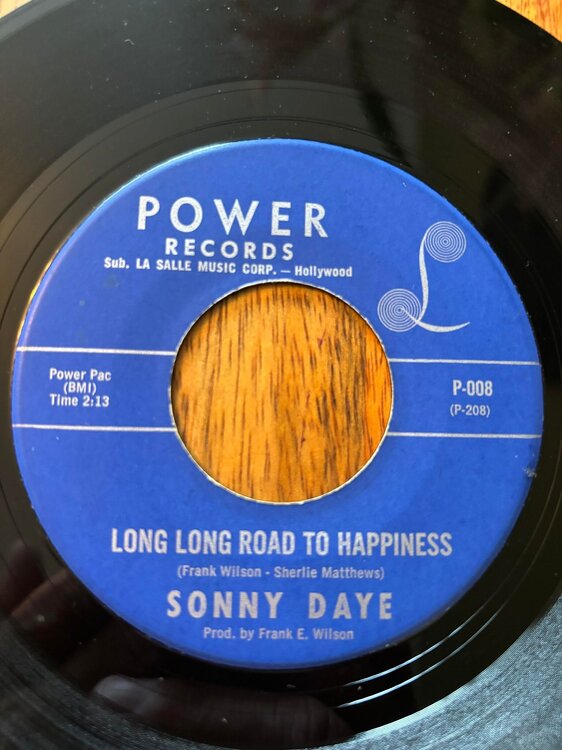 POWER
RECORDS
Sub. LA SALLE MUSIC CORP. — Hollywood
Power Pac
(BMI)
Time 2:13
P-008
(P-208)
LONG LONG ROAD TO HAPPINESS
(Frank Wilson - Sherlie Matthews)
SONNY DAYE
Prod. by Frank E. Wilson